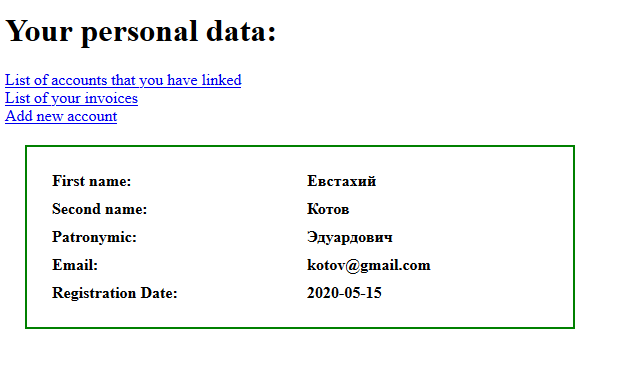 Your personal data:
List of accounts that you have linked
List of your invoices
Add new account
First name: Евстахий
Second name: Котов
Patronymic: Эдуардович
Email: kotov@gmail.com
Registration Date: 2020-05-15